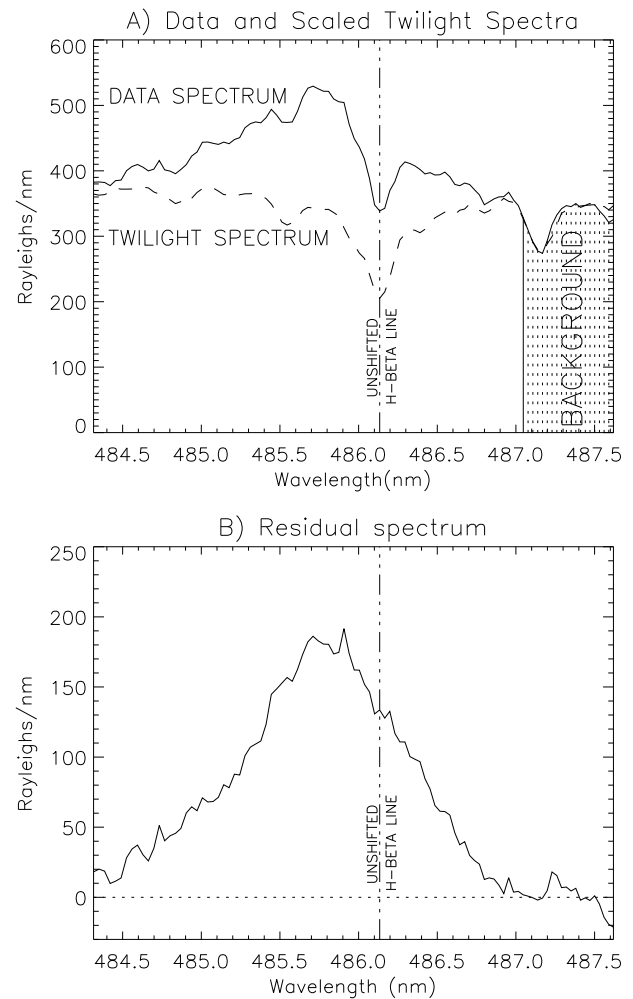 A) Data and Scaled Twilight Spectra
600
500
400
300
200
100
0
Rayleighs/nm
DATA SPECTRUM
TWILIGHT SPECTRUM
UNSHIFTED
H-BETA LINE
BACKGROUND
484.5 485.0 485.5 486.0 486.5 487.0 487.5
Wavelength(nm)
B) Residual spectrum
250
200
150
100
50
0
Rayleighs/nm
UNSHIFTED
H-BETA LINE
484.5 485.0 485.5 486.0 486.5 487.0 487.5
Wavelength (nm)